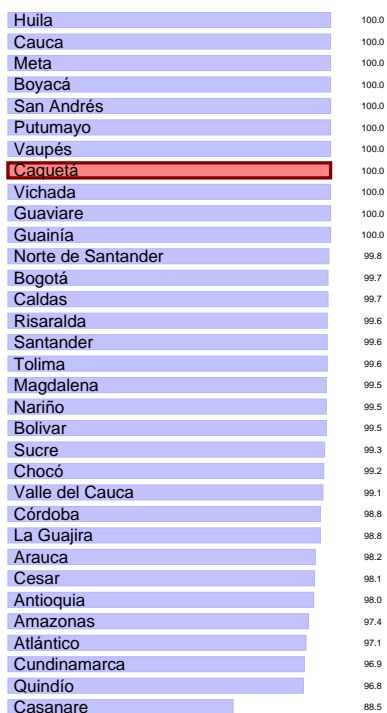 Huila 100.0
Cauca 100.0
Meta 100.0
Boyacá 100.0
San Andrés 100.0
Putumayo 100.0
Vaupés 100.0
Caquetá 100.0
Vichada 100.0
Guaviare 100.0
Guainía 100.0
Norte de Santander 99.8
Bogotá 99.7
Caldas 99.7
Risaralda 99.6
Santander 99.6
Tolima 99.6
Magdalena 99.5
Nariño 99.5
Bolivar 99.5
Sucre 99.3
Chocó 99.2
Valle del Cauca 99.1
Córdoba 98.8
La Guajira 98.8
Arauca 98.2
Cesar 98.1
Antioquia 98.0
Amazonas 97.4
Atlántico 97.1
Cundinamarca 96.9
Quindío 96.8
Casanare 88.5